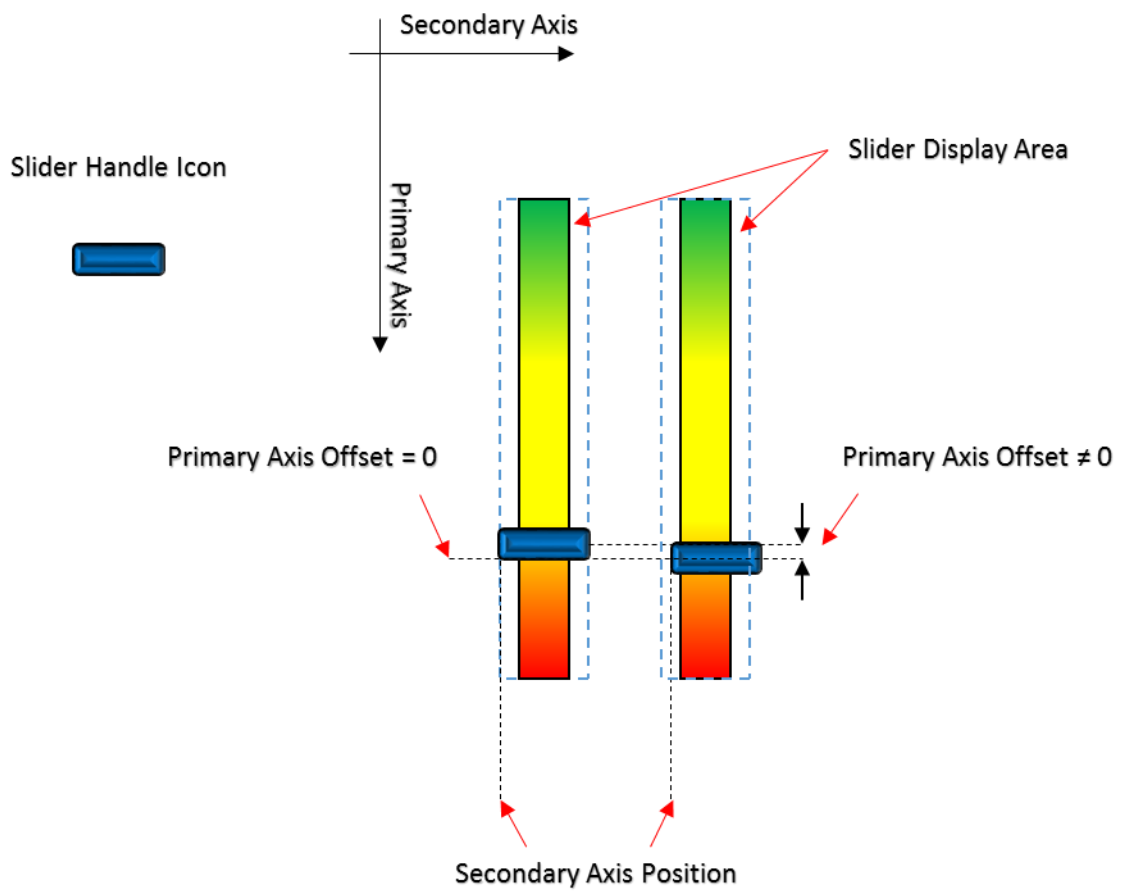 Secondary Axis
Slider Display Area
Slider Handle Icon
Primary Axis
Primary Axis Offset = 0
Primary Axis Offset ≠ 0
Secondary Axis Position